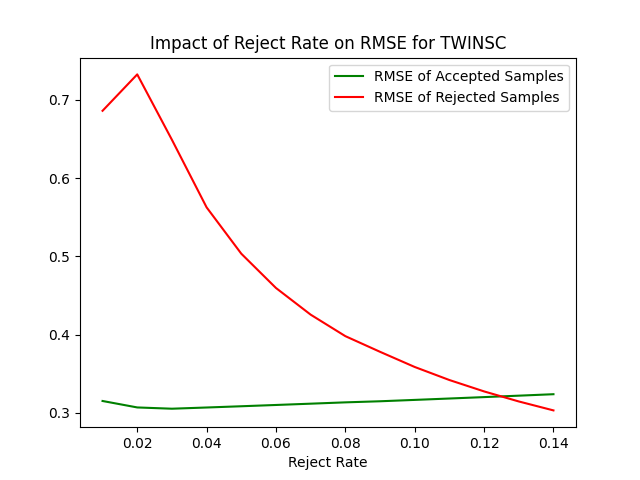 Impact of Reject Rate on RMSE for TWINSC
RMSE of Accepted Samples
RMSE of Rejected Samples
0.7
0.6
0.5
0.4
0.3
0.02 0.04 0.06 0.08 0.10 0.12 0.14
Reject Rate